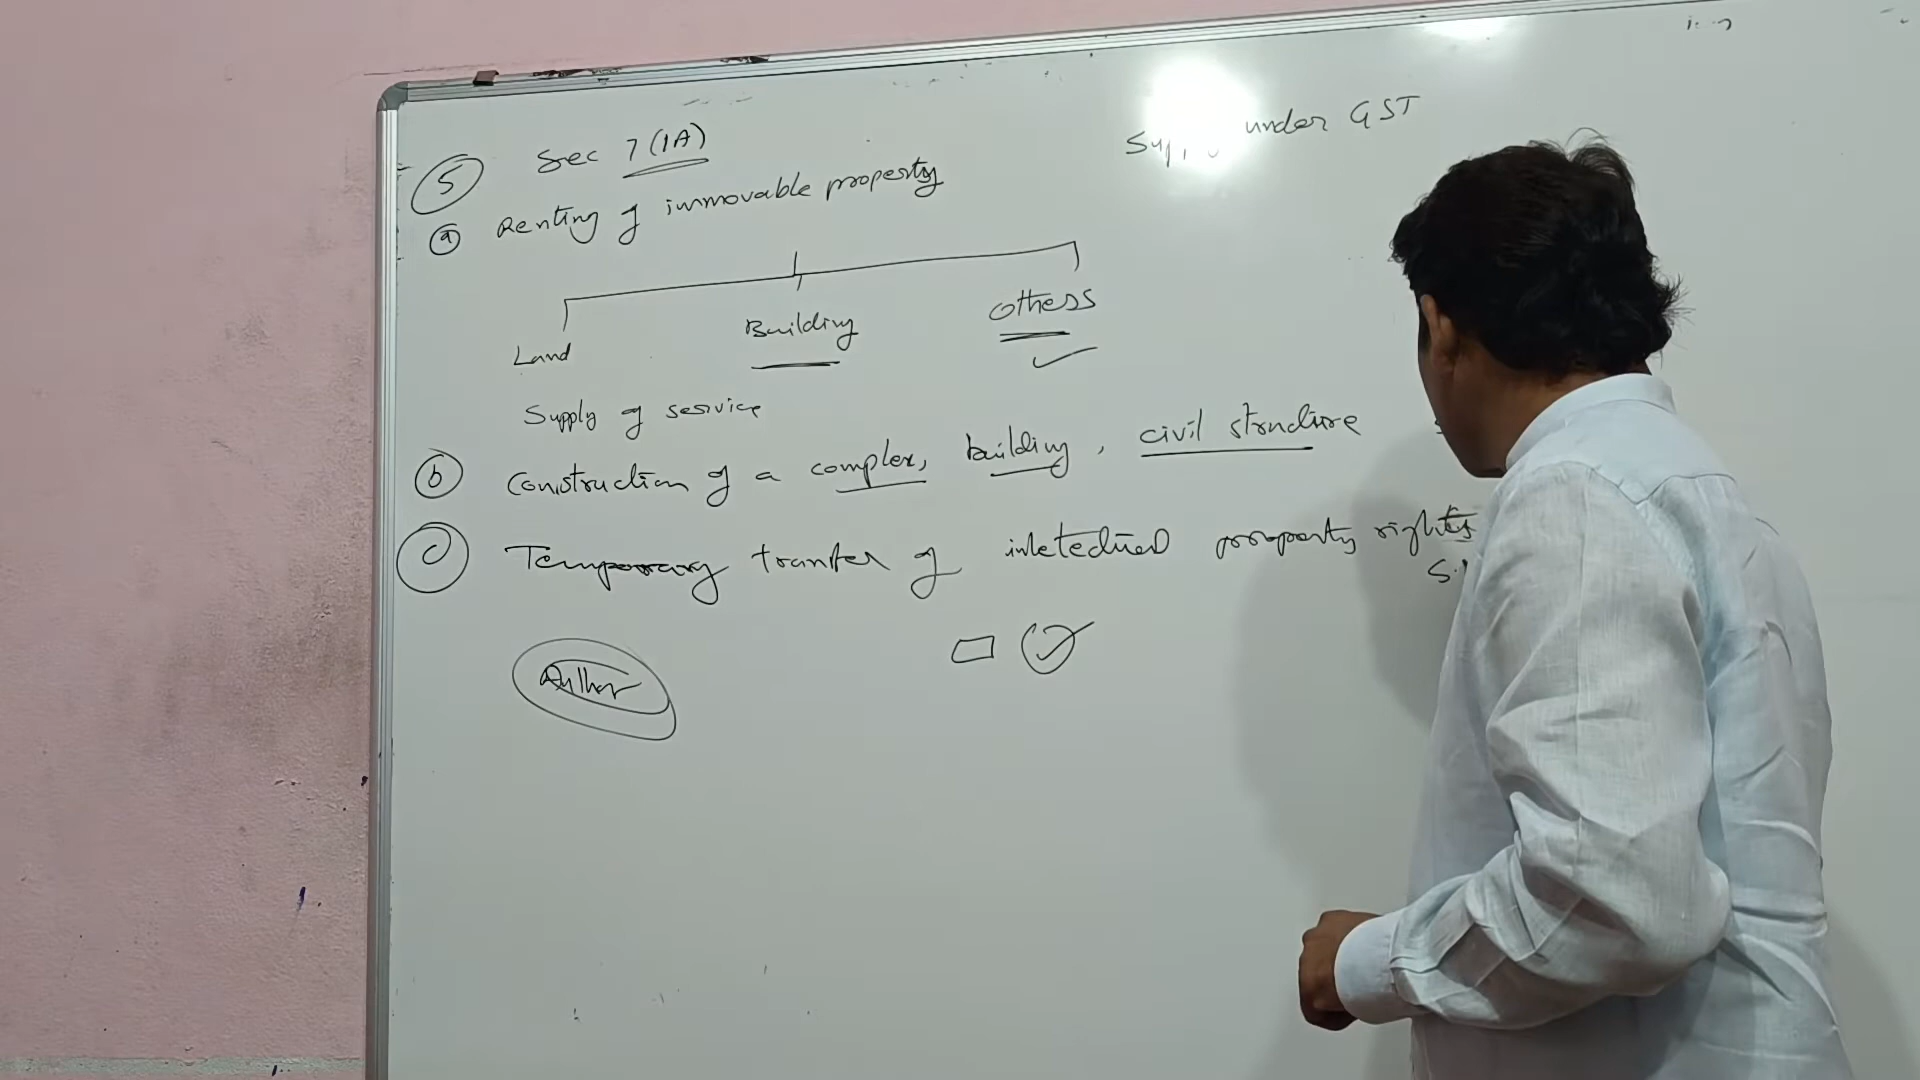 Supply under GST
5 Sec 7(1A)
a Renting of immovable property
Land Building Others
Supply of service
b Construction of a complex, building, civil structure
c Temporary transfer of intelectual property rights
Author